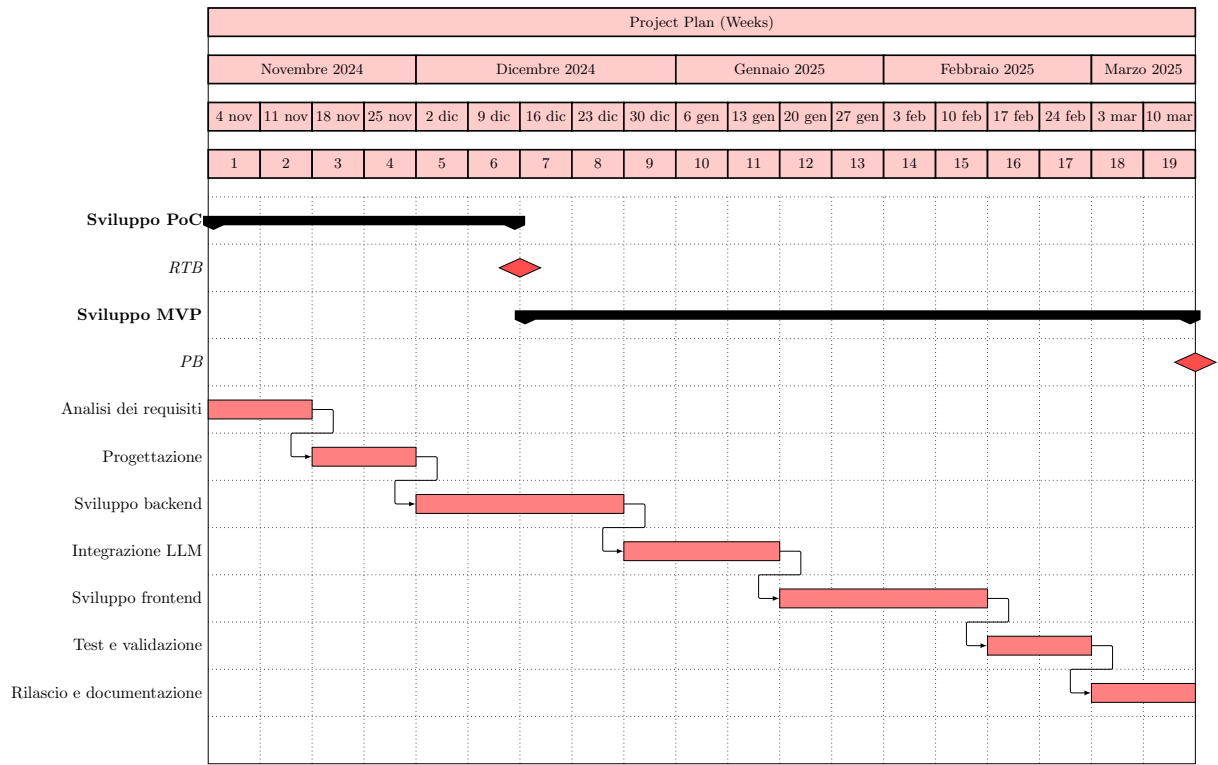 Project Plan (Weeks)
Novembre 2024 Dicembre 2024 Gennaio 2025 Febbraio 2025 Marzo 2025
4 nov 11 nov 18 nov 25 nov 2 dic 9 dic 16 dic 23 dic 30 dic 6 gen 13 gen 20 gen 27 gen 3 feb 10 feb 17 feb 24 feb 3 mar 10 mar
1 2 3 4 5 6 7 8 9 10 11 12 13 14 15 16 17 18 19
Sviluppo PoC
RTB
Sviluppo MVP
PB
Analisi dei requisiti
Progettazione
Sviluppo backend
Integrazione LLM
Sviluppo frontend
Test e validazione
Rilascio e documentazione